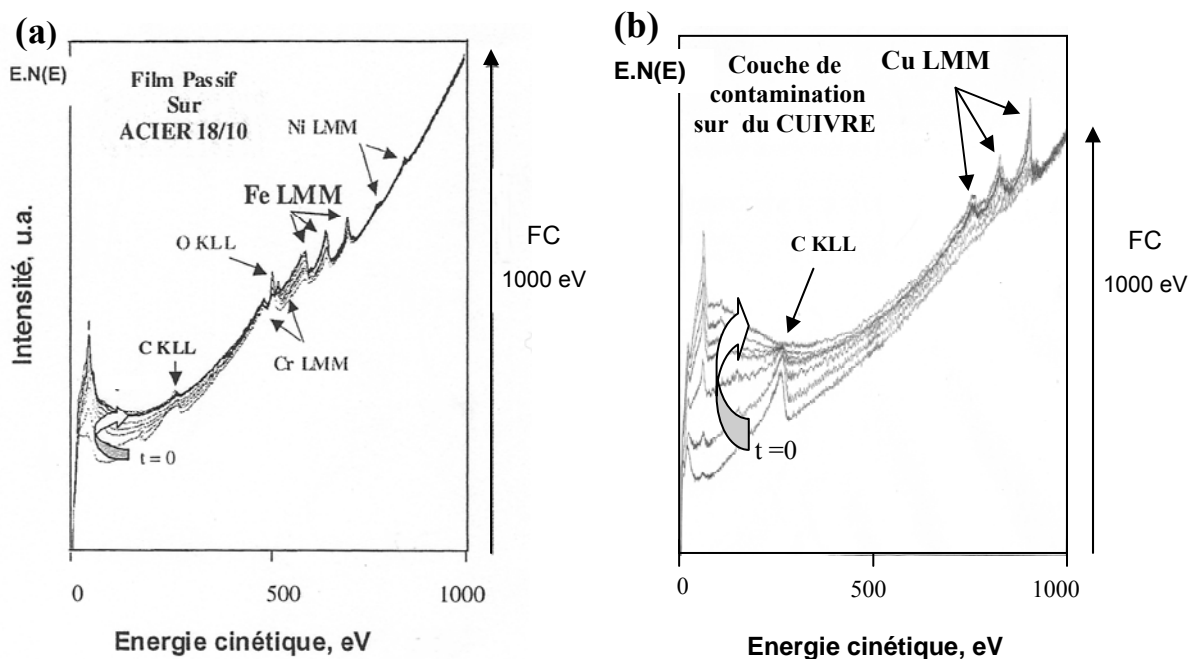 (a)
E.N(E)
Film Passif
Sur
ACIER 18/10
Ni LMM
Fe LMM
O KLL
C KLL
Cr LMM
t = 0
Intensité, u.a.
FC
1000 eV
0
500
1000
Energie cinétique, eV
(b)
E.N(E)
Couche de
contamination
sur du CUIVRE
Cu LMM
C KLL
t =0
FC
1000 eV
0
500
1000
Energie cinétique, eV